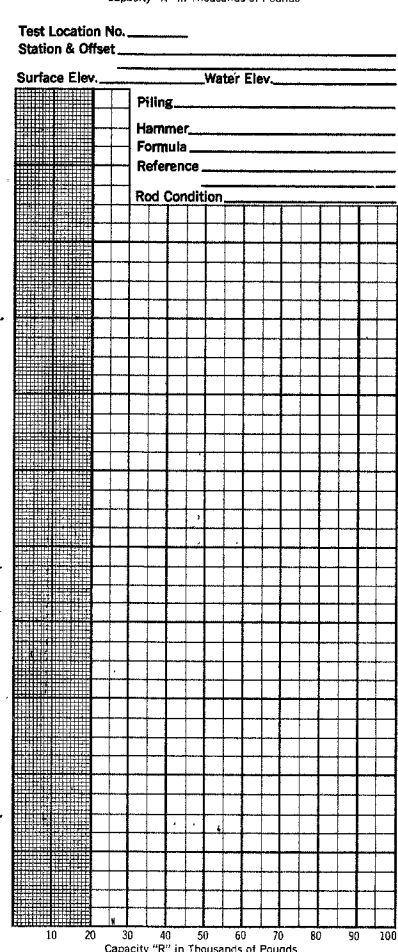 Capacity "R" in Thousands of Pounds
Test Location No.
Station & Offset
Surface Elev. Water Elev.
Piling
Hammer
Formula
Reference
Rod Condition
10 20 30 40 50 60 70 80 90 100
Capacity "R" in Thousands of Pounds